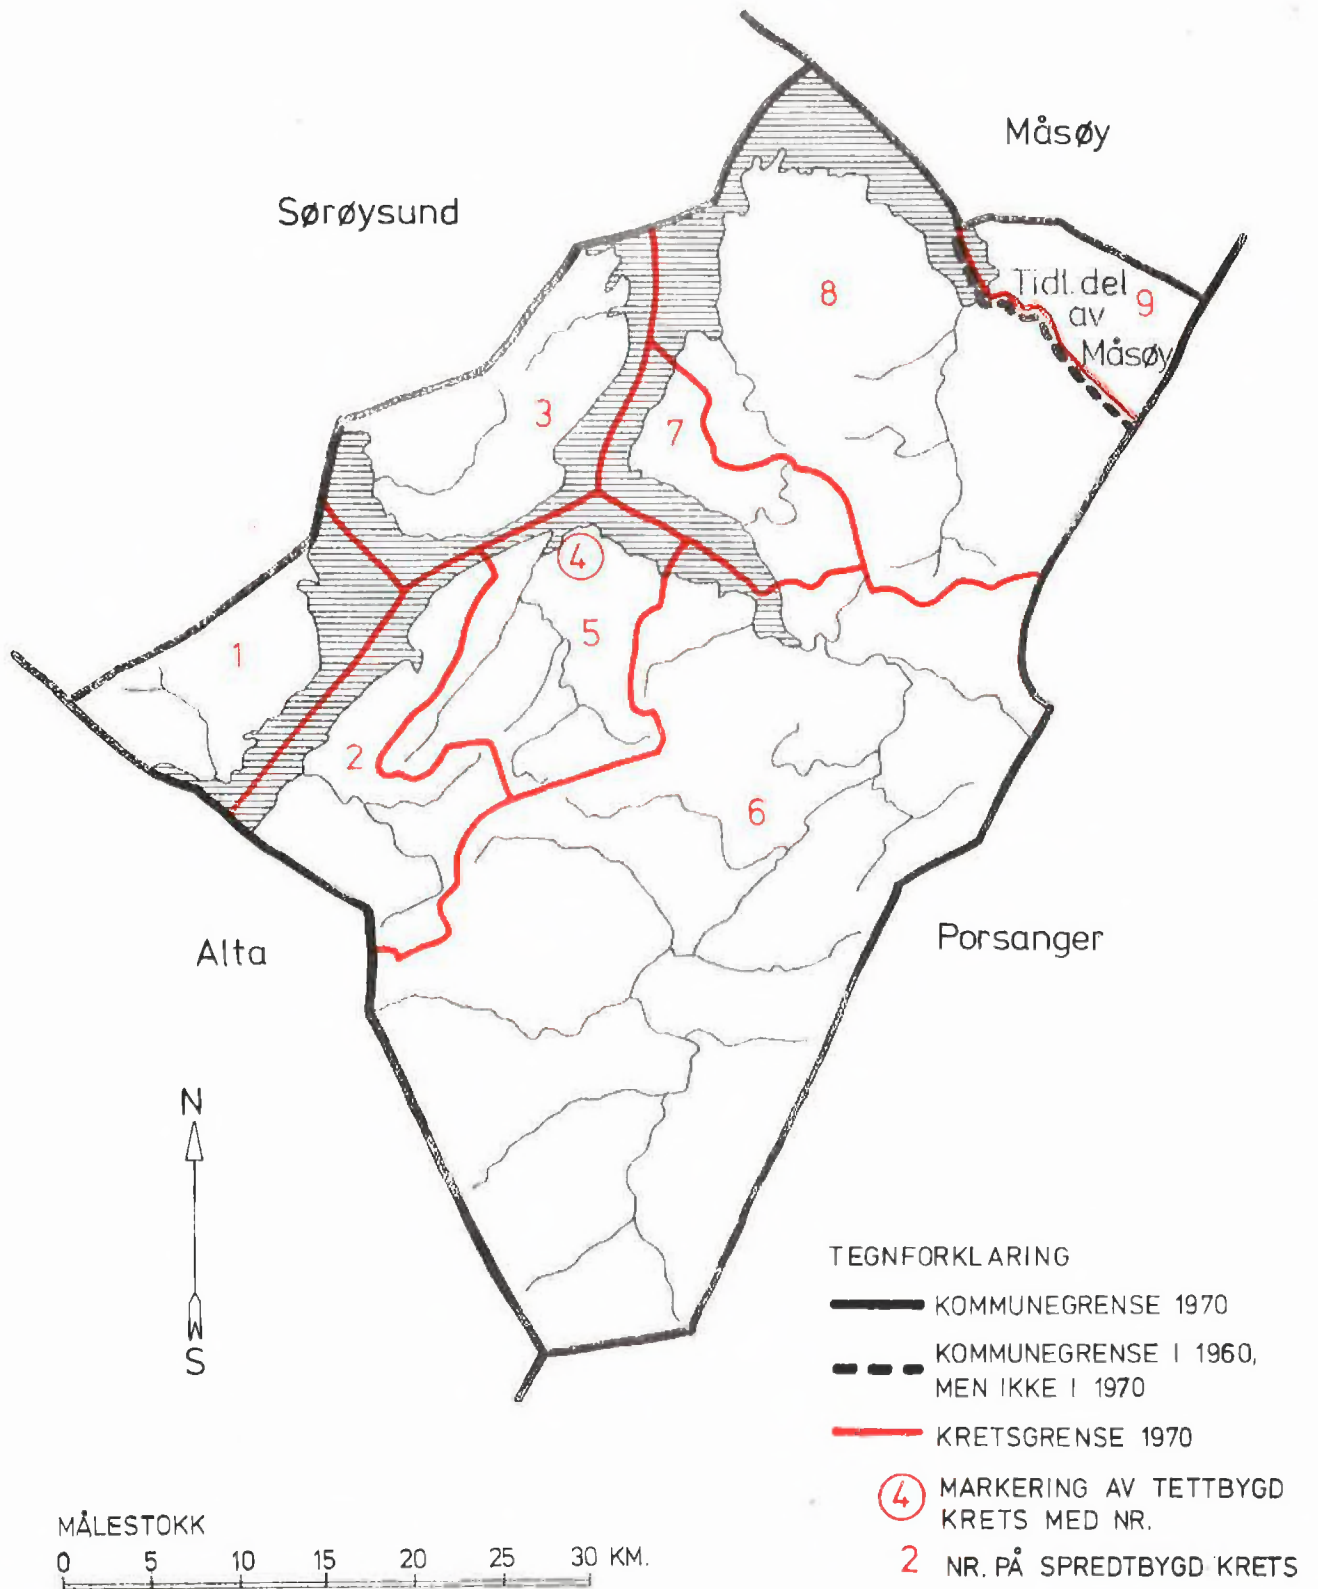 Måsøy
Sørøysund
8
Tidl. del
9
av
Måsøy
3
7
4
5
1
2
6
Alta
Porsanger
N
S
TEGNFORKLARING
KOMMUNEGRENSE 1970
KOMMUNEGRENSE I 1960,
MEN IKKE I 1970
KRETSGRENSE 1970
4 MARKERING AV TETTBYGD
KRETS MED NR.
2 NR. PÅ SPREDTBYGD KRETS
MÅLESTOKK
0 5 10 15 20 25 30 KM.